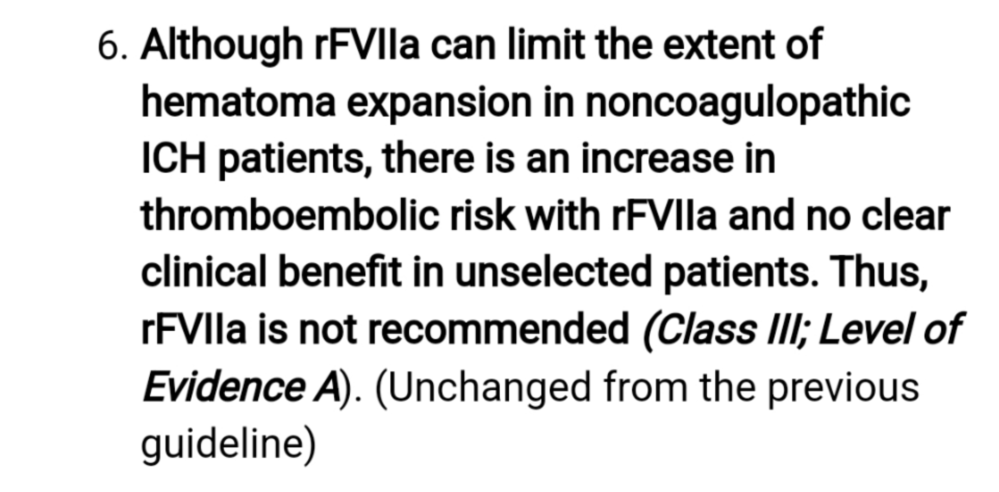 6. Although rFVIIa can limit the extent of
hematoma expansion in noncoagulopathic
ICH patients, there is an increase in
thromboembolic risk with rFVIIa and no clear
clinical benefit in unselected patients. Thus,
rFVIIa is not recommended (Class III; Level of
Evidence A). (Unchanged from the previous
guideline)